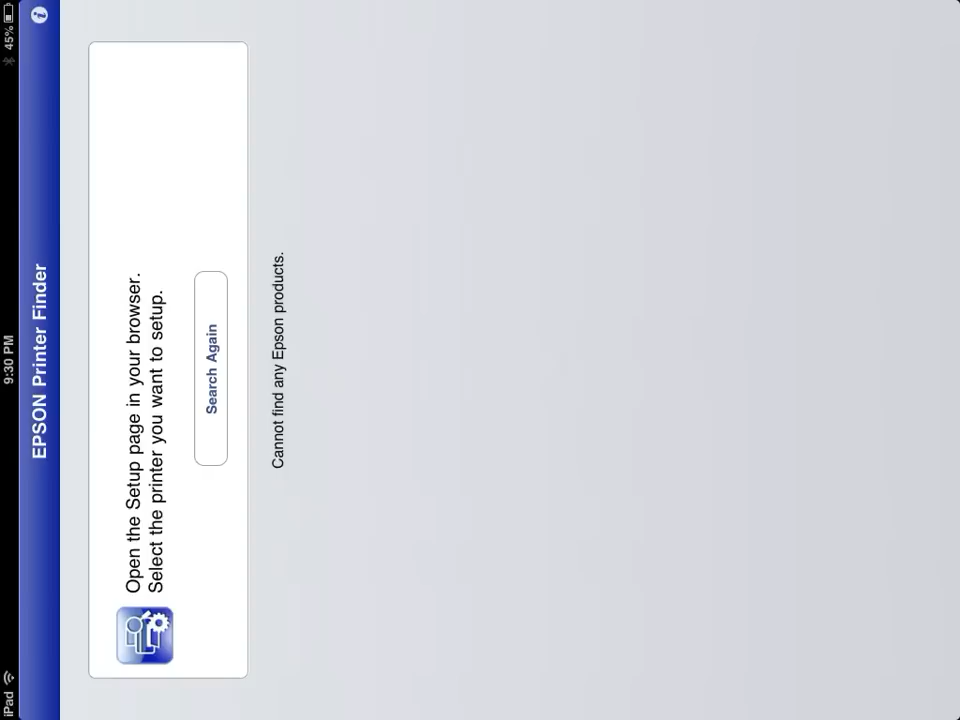 iPad
9:30 PM
45%
EPSON Printer Finder
Open the Setup page in your browser.
Select the printer you want to setup.
Search Again
Cannot find any Epson products.